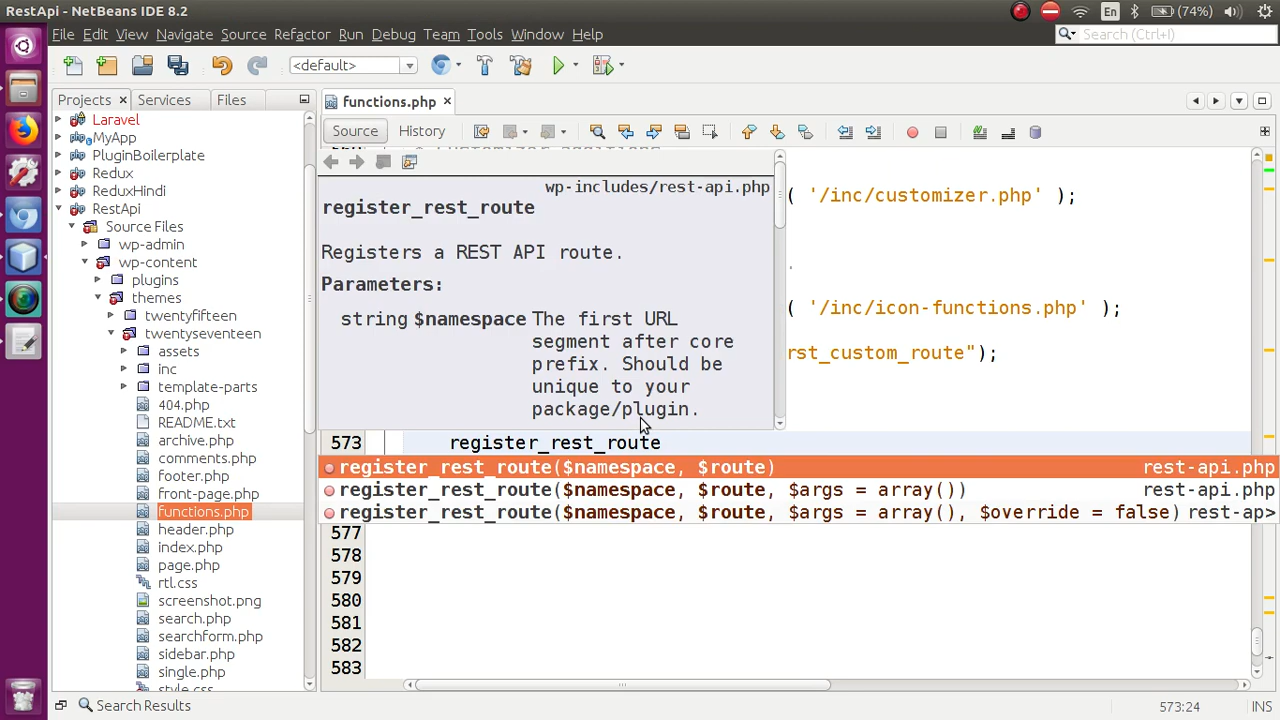 RestApi - NetBeans IDE 8.2
En
(74%)
File Edit View Navigate Source Refactor Run Debug Team Tools Window Help
Search (Ctrl+I)
<default>
Projects Services Files
functions.php
Source History
Laravel
MyApp
PluginBoilerplate
Redux
ReduxHindi
RestApi
Source Files
wp-admin
wp-content
plugins
themes
twentyfifteen
twentyseventeen
assets
inc
template-parts
404.php
README.txt
archive.php
comments.php
footer.php
front-page.php
functions.php
header.php
index.php
page.php
rtl.css
screenshot.png
search.php
searchform.php
sidebar.php
single.php
style.css
wp-includes/rest-api.php
register_rest_route
Registers a REST API route.
Parameters:
string $namespace The first URL
segment after core
prefix. Should be
unique to your
package/plugin.
( '/inc/customizer.php' );
( '/inc/icon-functions.php' );
rst_custom_route");
573 register_rest_route
register_rest_route($namespace, $route) rest-api.php
register_rest_route($namespace, $route, $args = array()) rest-api.php
register_rest_route($namespace, $route, $args = array(), $override = false) rest-ap>
577
578
579
580
581
582
583
Search Results
573:24
INS